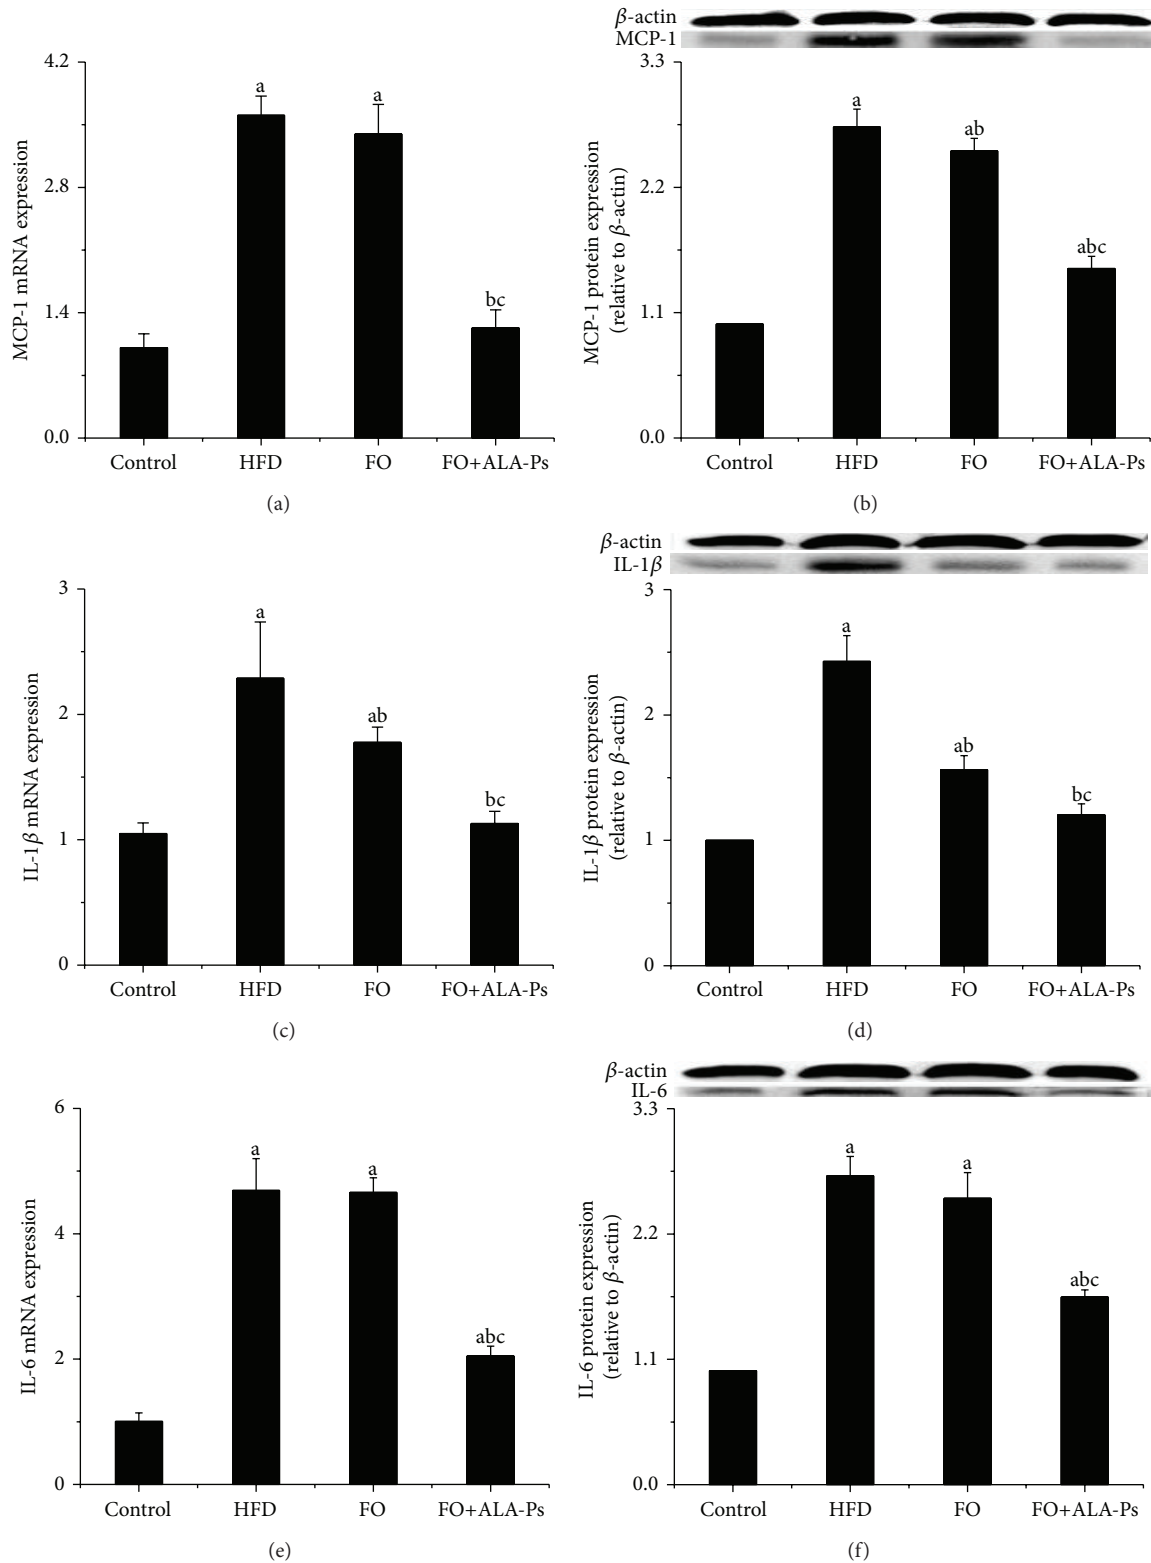 MCP-1 mRNA expression
4.2
2.8
1.4
0.0
a
a
bc
Control HFD FO FO+ALA-Ps
(a)
β-actin
MCP-1
MCP-1 protein expression
(relative to β-actin)
3.3
2.2
1.1
0.0
a
ab
abc
Control HFD FO FO+ALA-Ps
(b)
IL-1β mRNA expression
3
2
1
0
a
ab
bc
Control HFD FO FO+ALA-Ps
(c)
β-actin
IL-1β
IL-1β protein expression
(relative to β-actin)
3
2
1
0
a
ab
bc
Control HFD FO FO+ALA-Ps
(d)
IL-6 mRNA expression
6
4
2
0
a
a
abc
Control HFD FO FO+ALA-Ps
(e)
β-actin
IL-6
IL-6 protein expression
(relative to β-actin)
3.3
2.2
1.1
0.0
a
a
abc
Control HFD FO FO+ALA-Ps
(f)